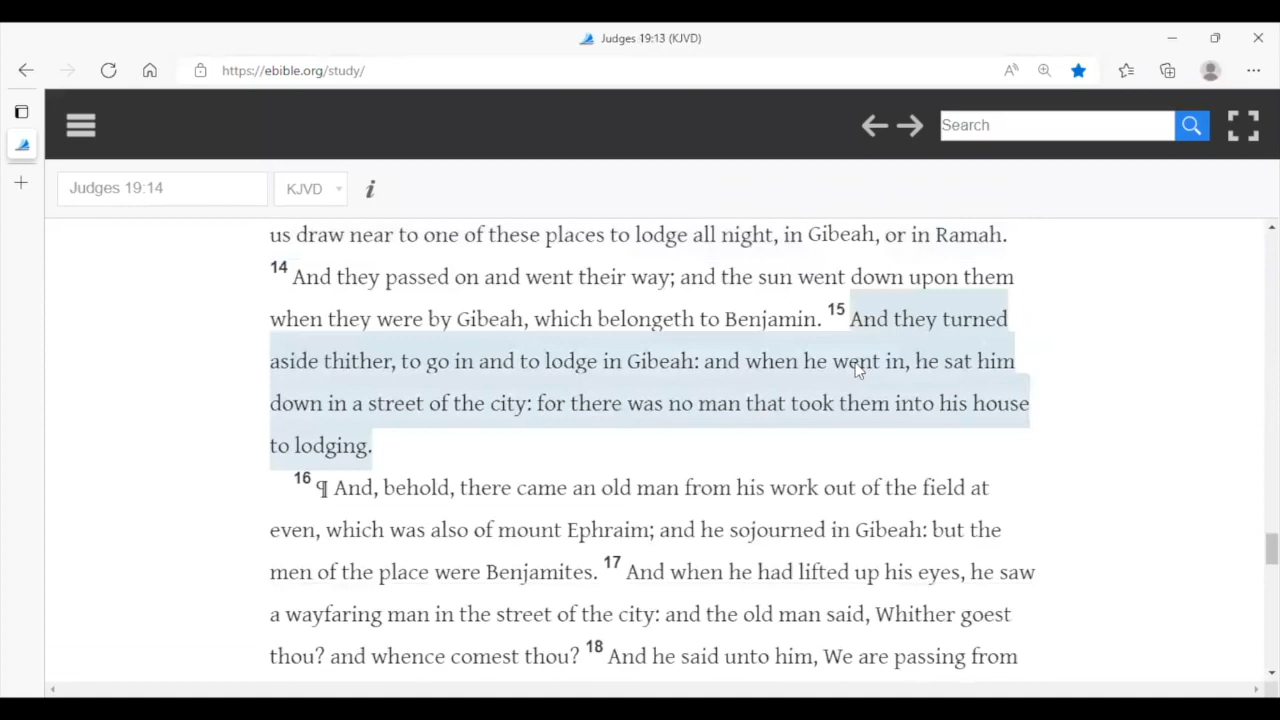 Judges 19:13 (KJVD)
https://ebible.org/study/
Search
Judges 19:14
KJVD
i
us draw near to one of these places to lodge all night, in Gibeah, or in Ramah.
14 And they passed on and went their way; and the sun went down upon them
when they were by Gibeah, which belongeth to Benjamin. 15 And they turned
aside thither, to go in and to lodge in Gibeah: and when he went in, he sat him
down in a street of the city: for there was no man that took them into his house
to lodging.
16 ¶ And, behold, there came an old man from his work out of the field at
even, which was also of mount Ephraim; and he sojourned in Gibeah: but the
men of the place were Benjamites. 17 And when he had lifted up his eyes, he saw
a wayfaring man in the street of the city: and the old man said, Whither goest
thou? and whence comest thou? 18 And he said unto him, We are passing from